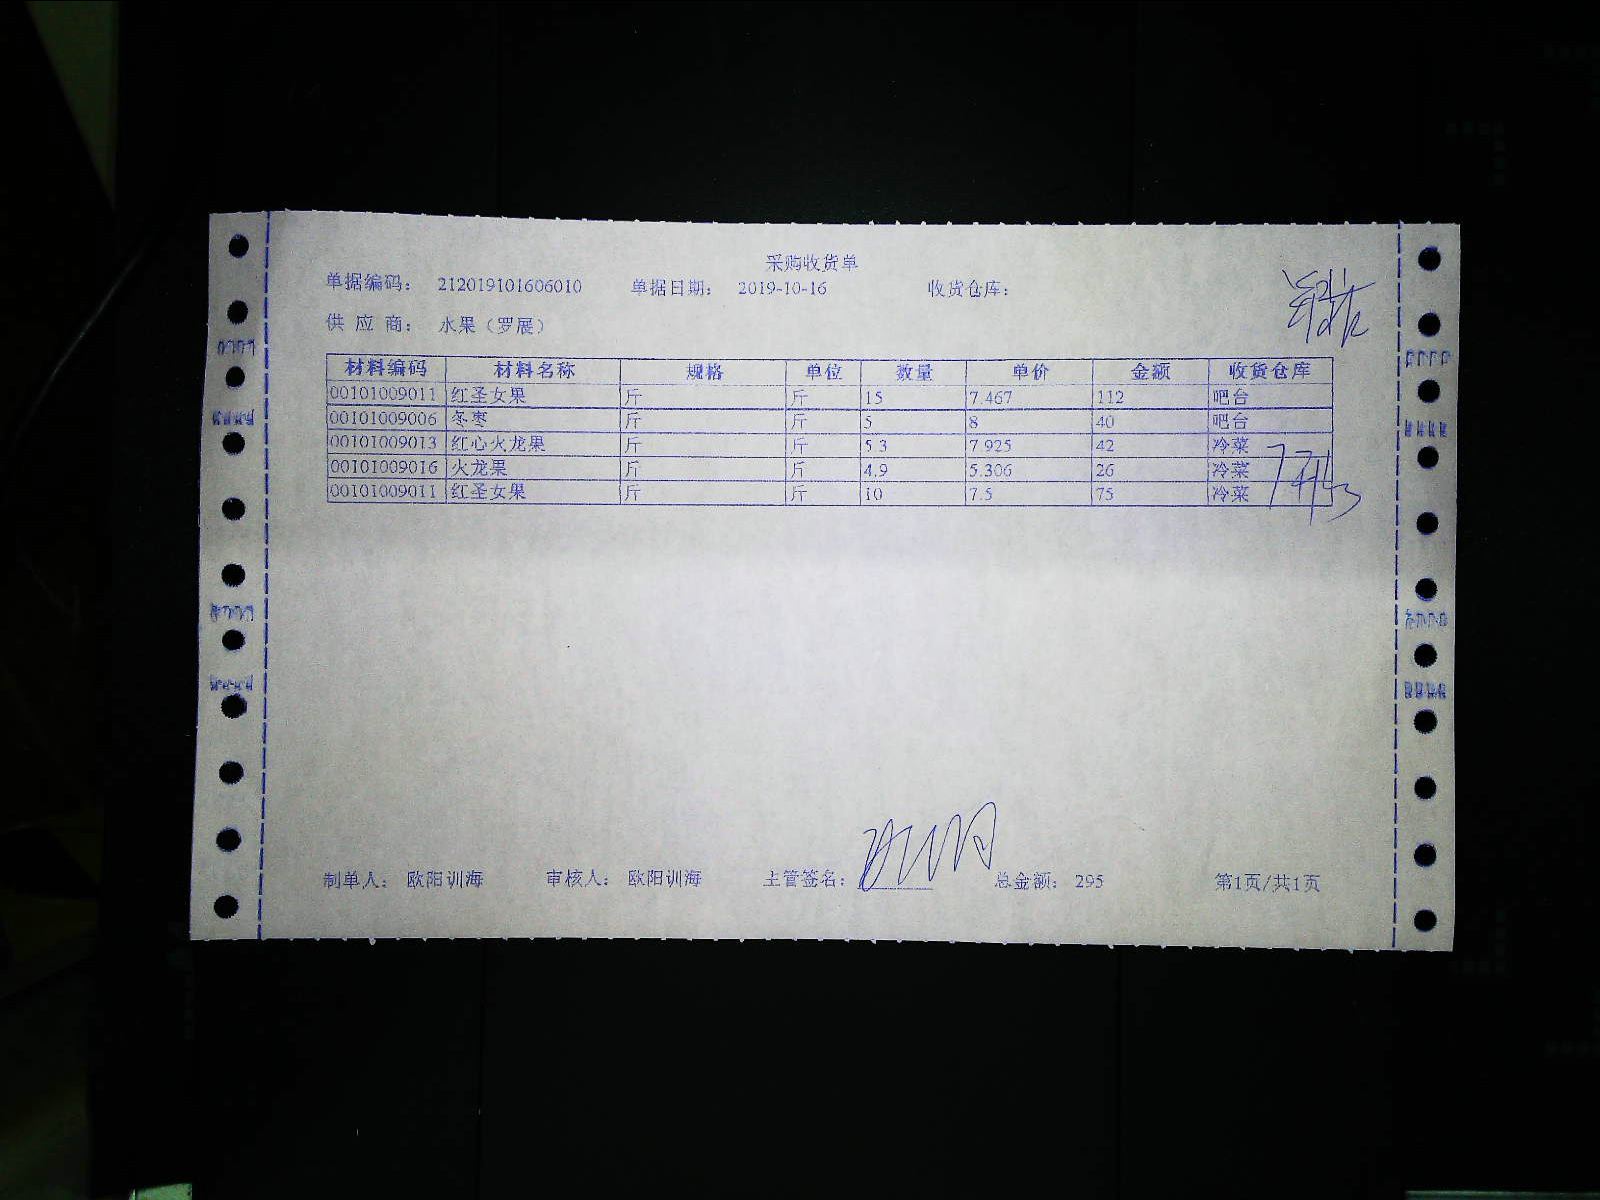 采购收货单
单据编码： 212019101606010 单据日期： 2019-10-16 收货仓库：
供 应 商： 水果（罗展）
材料编码 材料名称 规格 单位 数量 单价 金额 收货仓库
00101009011 红圣女果 斤 斤 15 7.467 112 吧台
00101009006 冬枣 斤 斤 5 8 40 吧台
00101009013 红心火龙果 斤 斤 5.3 7.925 42 冷菜
00101009016 火龙果 斤 斤 4.9 5.306 26 冷菜
00101009011 红圣女果 斤 斤 10 7.5 75 冷菜
制单人： 欧阳训海 审核人： 欧阳训海 主管签名： 总金额： 295 第1页/共1页